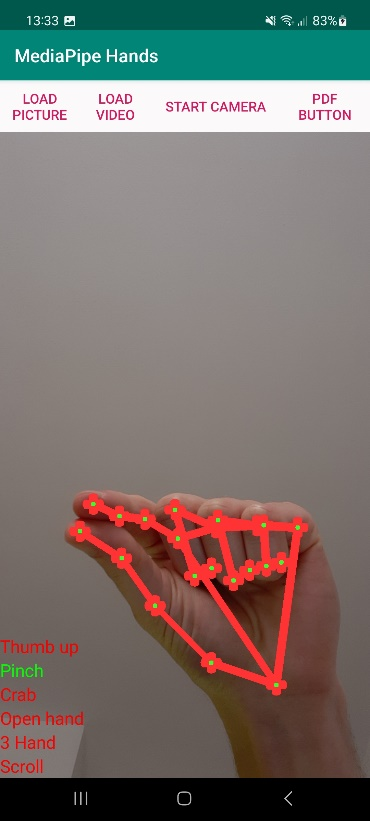 13:33 83%
MediaPipe Hands
LOAD PICTURE LOAD VIDEO START CAMERA PDF BUTTON
Thumb up
Pinch
Crab
Open hand
3 Hand
Scroll